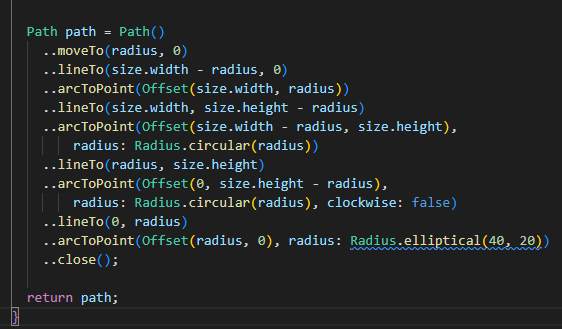 Path path = Path()
..moveTo(radius, 0)
..lineTo(size.width - radius, 0)
..arcToPoint(Offset(size.width, radius))
..lineTo(size.width, size.height - radius)
..arcToPoint(Offset(size.width - radius, size.height),
radius: Radius.circular(radius))
..lineTo(radius, size.height)
..arcToPoint(Offset(0, size.height - radius),
radius: Radius.circular(radius), clockwise: false)
..lineTo(0, radius)
..arcToPoint(Offset(radius, 0), radius: Radius.elliptical(40, 20))
..close();
return path;
}